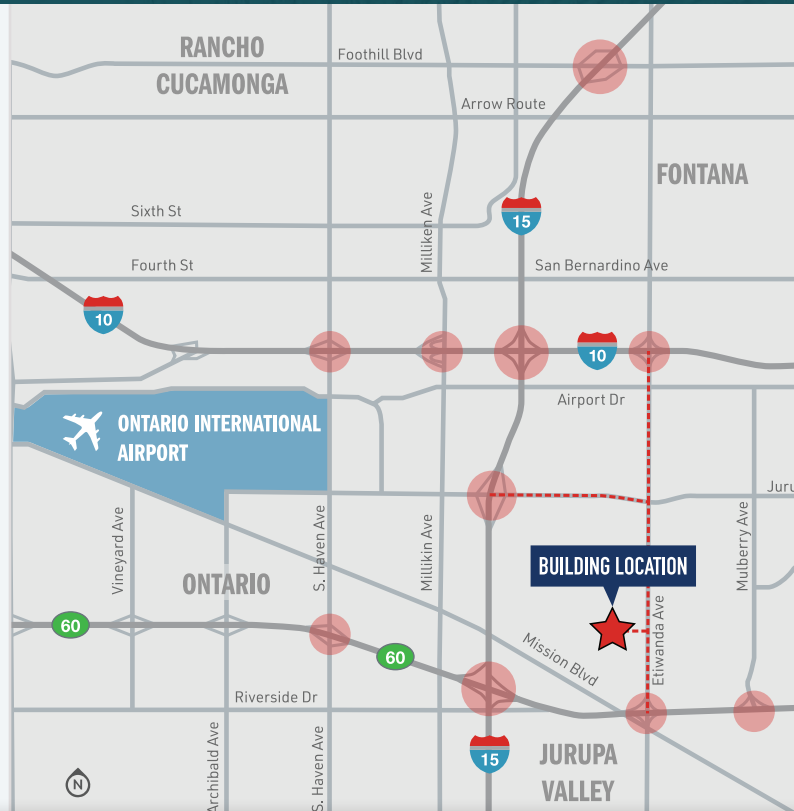 RANCHO
CUCAMONGA
Foothill Blvd
Arrow Route
FONTANA
Sixth St
Milliken Ave
15
Fourth St
San Bernardino Ave
10
10
Airport Dr
ONTARIO INTERNATIONAL
AIRPORT
Juru
Vineyard Ave
S. Haven Ave
Millikin Ave
Mulberry Ave
BUILDING LOCATION
ONTARIO
Etiwanda Ave
60
60
Mission Blvd
Riverside Dr
Archibald Ave
S. Haven Ave
15
JURUPA
VALLEY
N